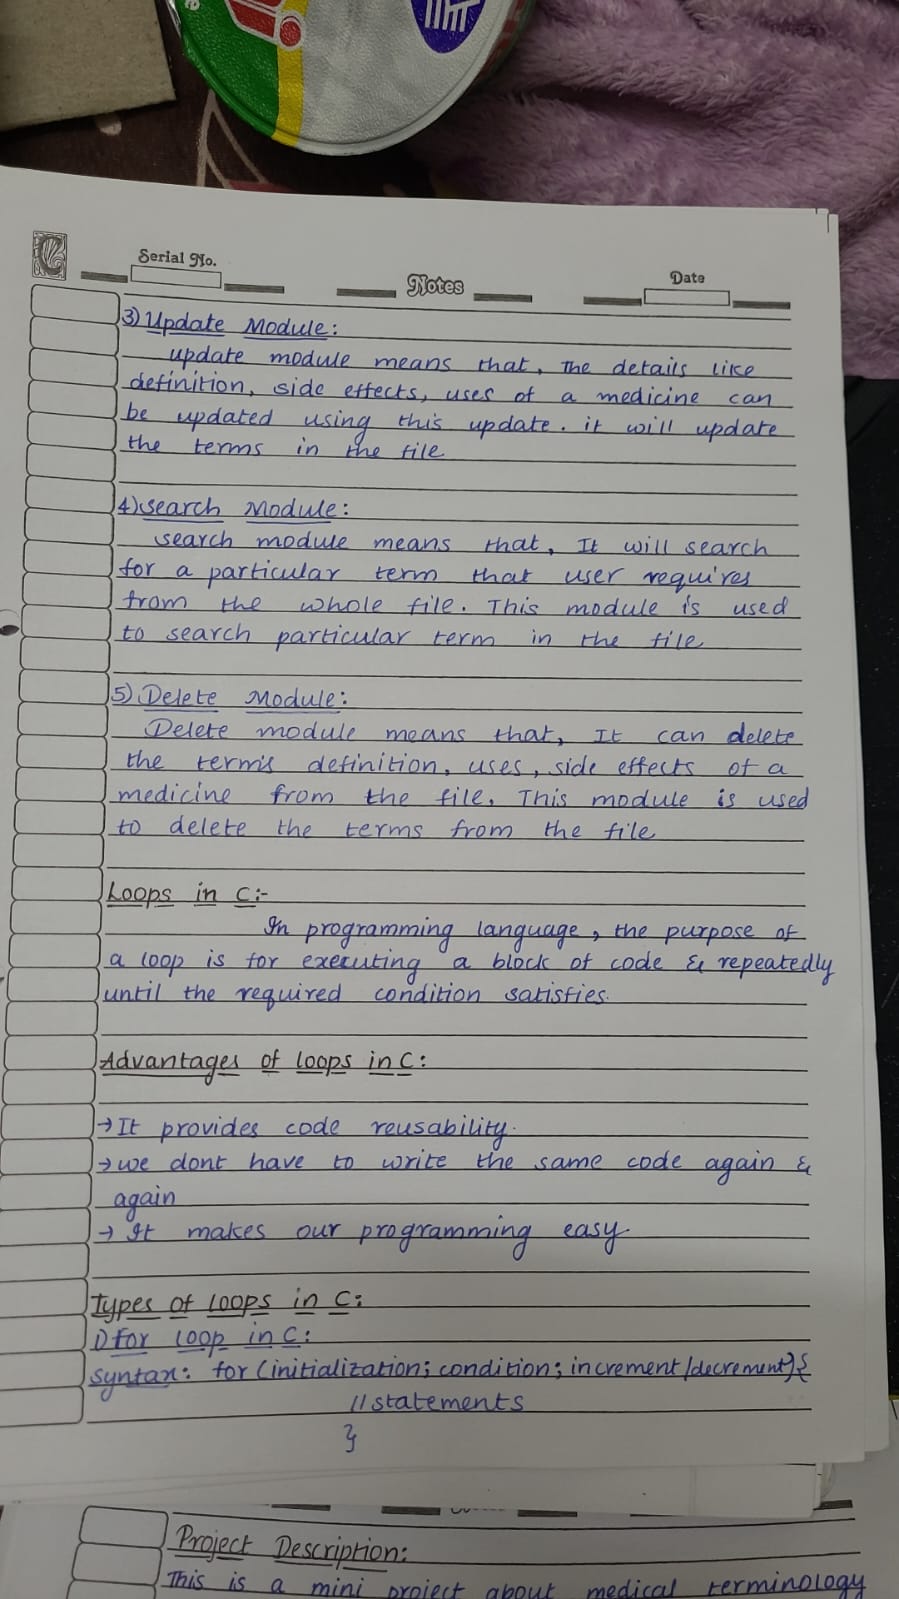 Serial No.
Notes
Date
3) Update Module:
update module means that, The details like
definition, side effects, uses of a medicine can
be updated using this update. it will update
the terms in the file
4) search Module:
search module means that, It will search
for a particular term that user requires
from the whole file. This module is used
to search particular term in the file
5) Delete Module:
Delete module means that, It can delete
the term's definition, uses, side effects of a
medicine from the file. This module is used
to delete the terms from the file
Loops in C:-
In programming language, the purpose of
a loop is for executing a block of code & repeatedly
until the required condition satisfies.
Advantages of loops in C:
→ It provides code reusability.
→ we dont have to write the same code again &
again
→ It makes our programming easy.
Types of loops in C:
1) for loop in C:
syntax: for (initialization; condition; increment/decrement){
//statements
}
Project Description:
This is a mini project about medical terminology